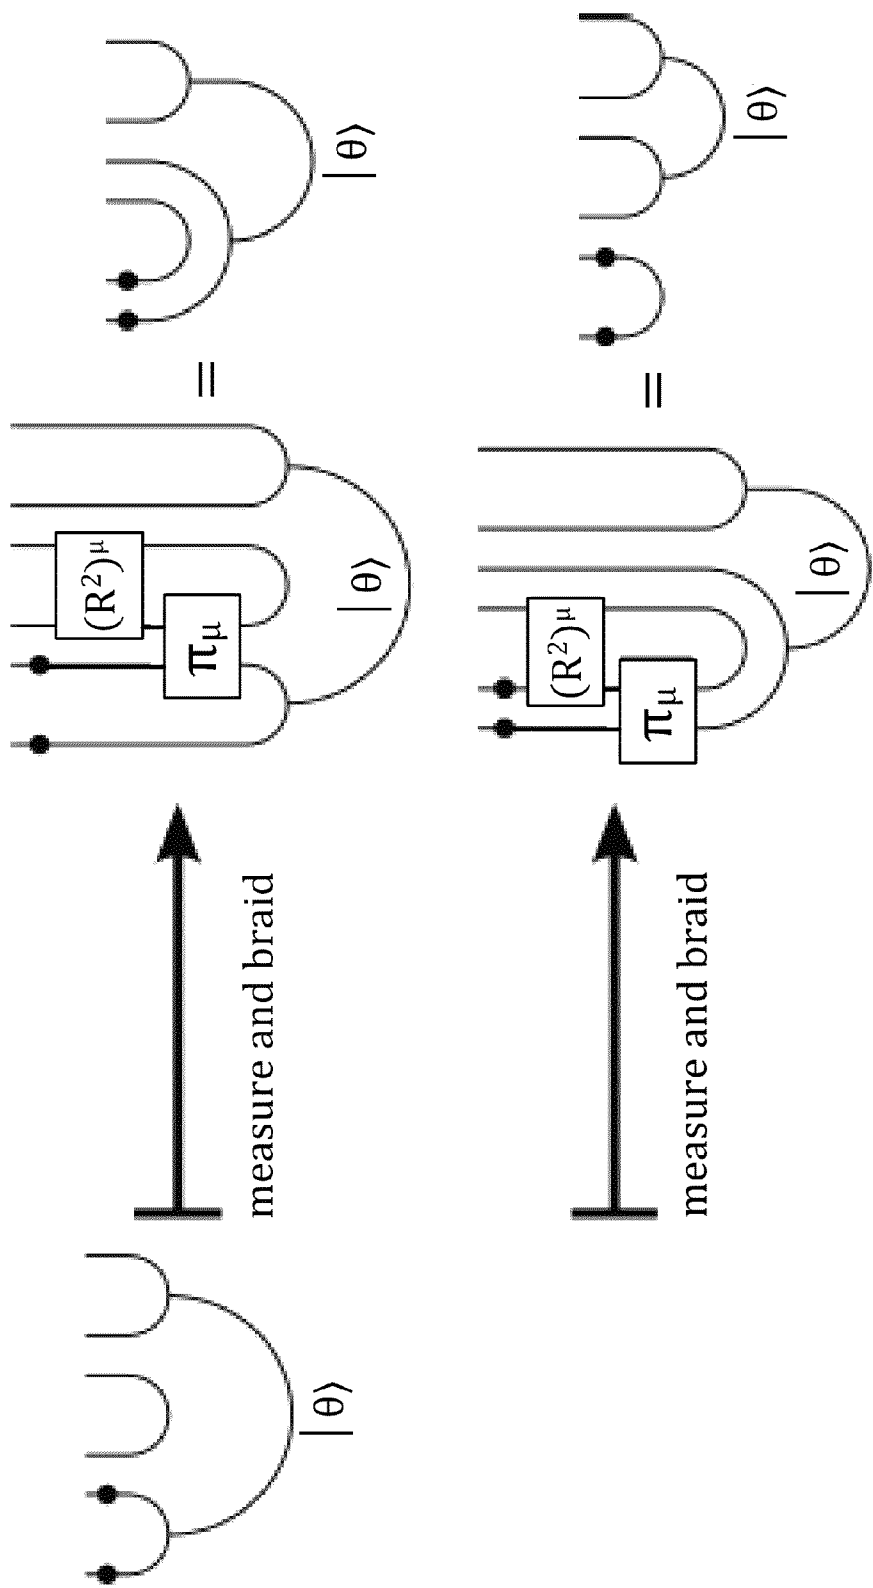 |θ⟩
measure and braid
(R²)^μ
π_μ
|θ⟩
=
|θ⟩
measure and braid
(R²)^μ
π_μ
|θ⟩
=
|θ⟩